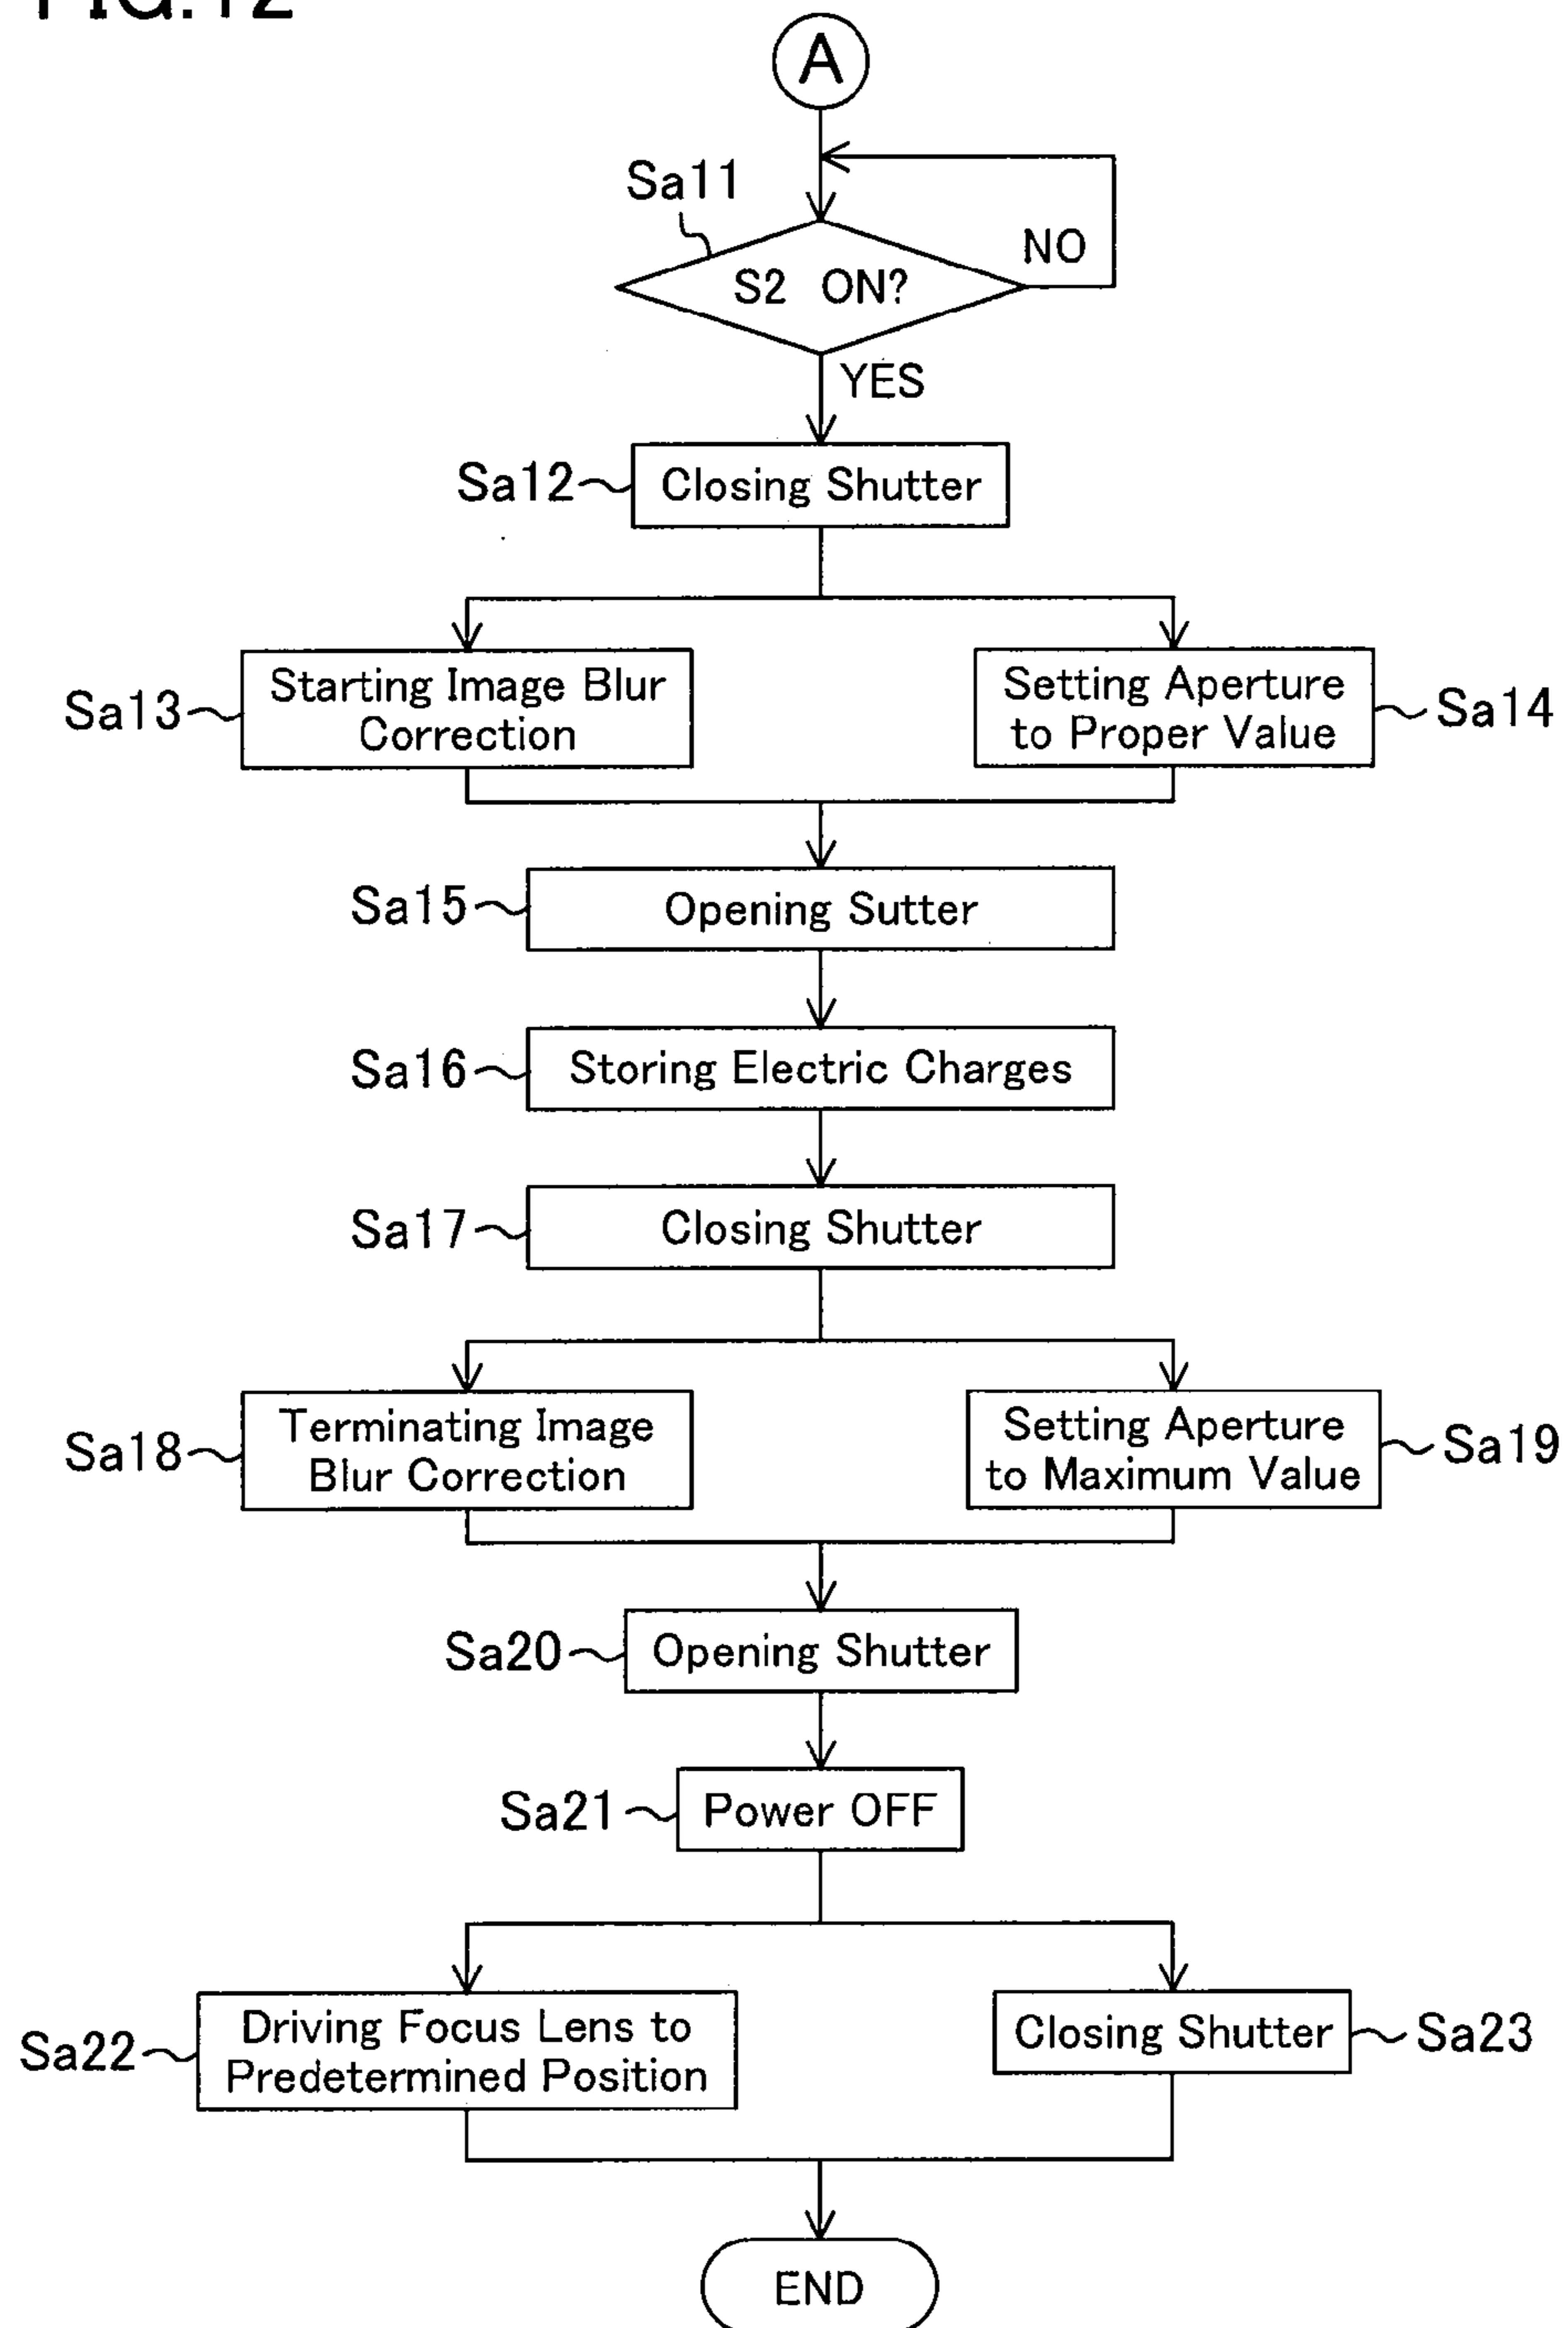 FIG.12
A
Sa11
S2 ON?
NO
YES
Sa12
Closing Shutter
Sa13
Starting Image Blur
Correction
Setting Aperture
to Proper Value
Sa14
Sa15
Opening Sutter
Sa16
Storing Electric Charges
Sa17
Closing Shutter
Sa18
Terminating Image
Blur Correction
Setting Aperture
to Maximum Value
Sa19
Sa20
Opening Shutter
Sa21
Power OFF
Sa22
Driving Focus Lens to
Predetermined Position
Closing Shutter
Sa23
END